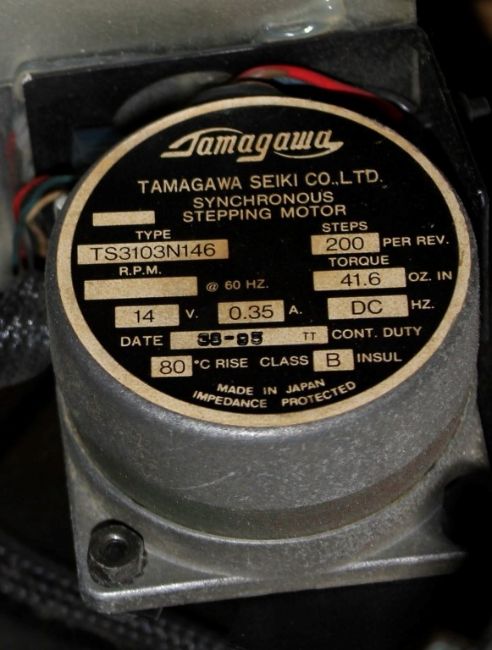 Tamagawa
TAMAGAWA SEIKI CO.,LTD.
SYNCHRONOUS
STEPPING MOTOR
TYPE STEPS
TS3103N146 200 PER REV.
R.P.M. TORQUE
@ 60 HZ. 41.6 OZ. IN
14 V. 0.35 A. DC HZ.
DATE TT CONT. DUTY
80 °C RISE CLASS B INSUL
MADE IN JAPAN
IMPEDANCE PROTECTED